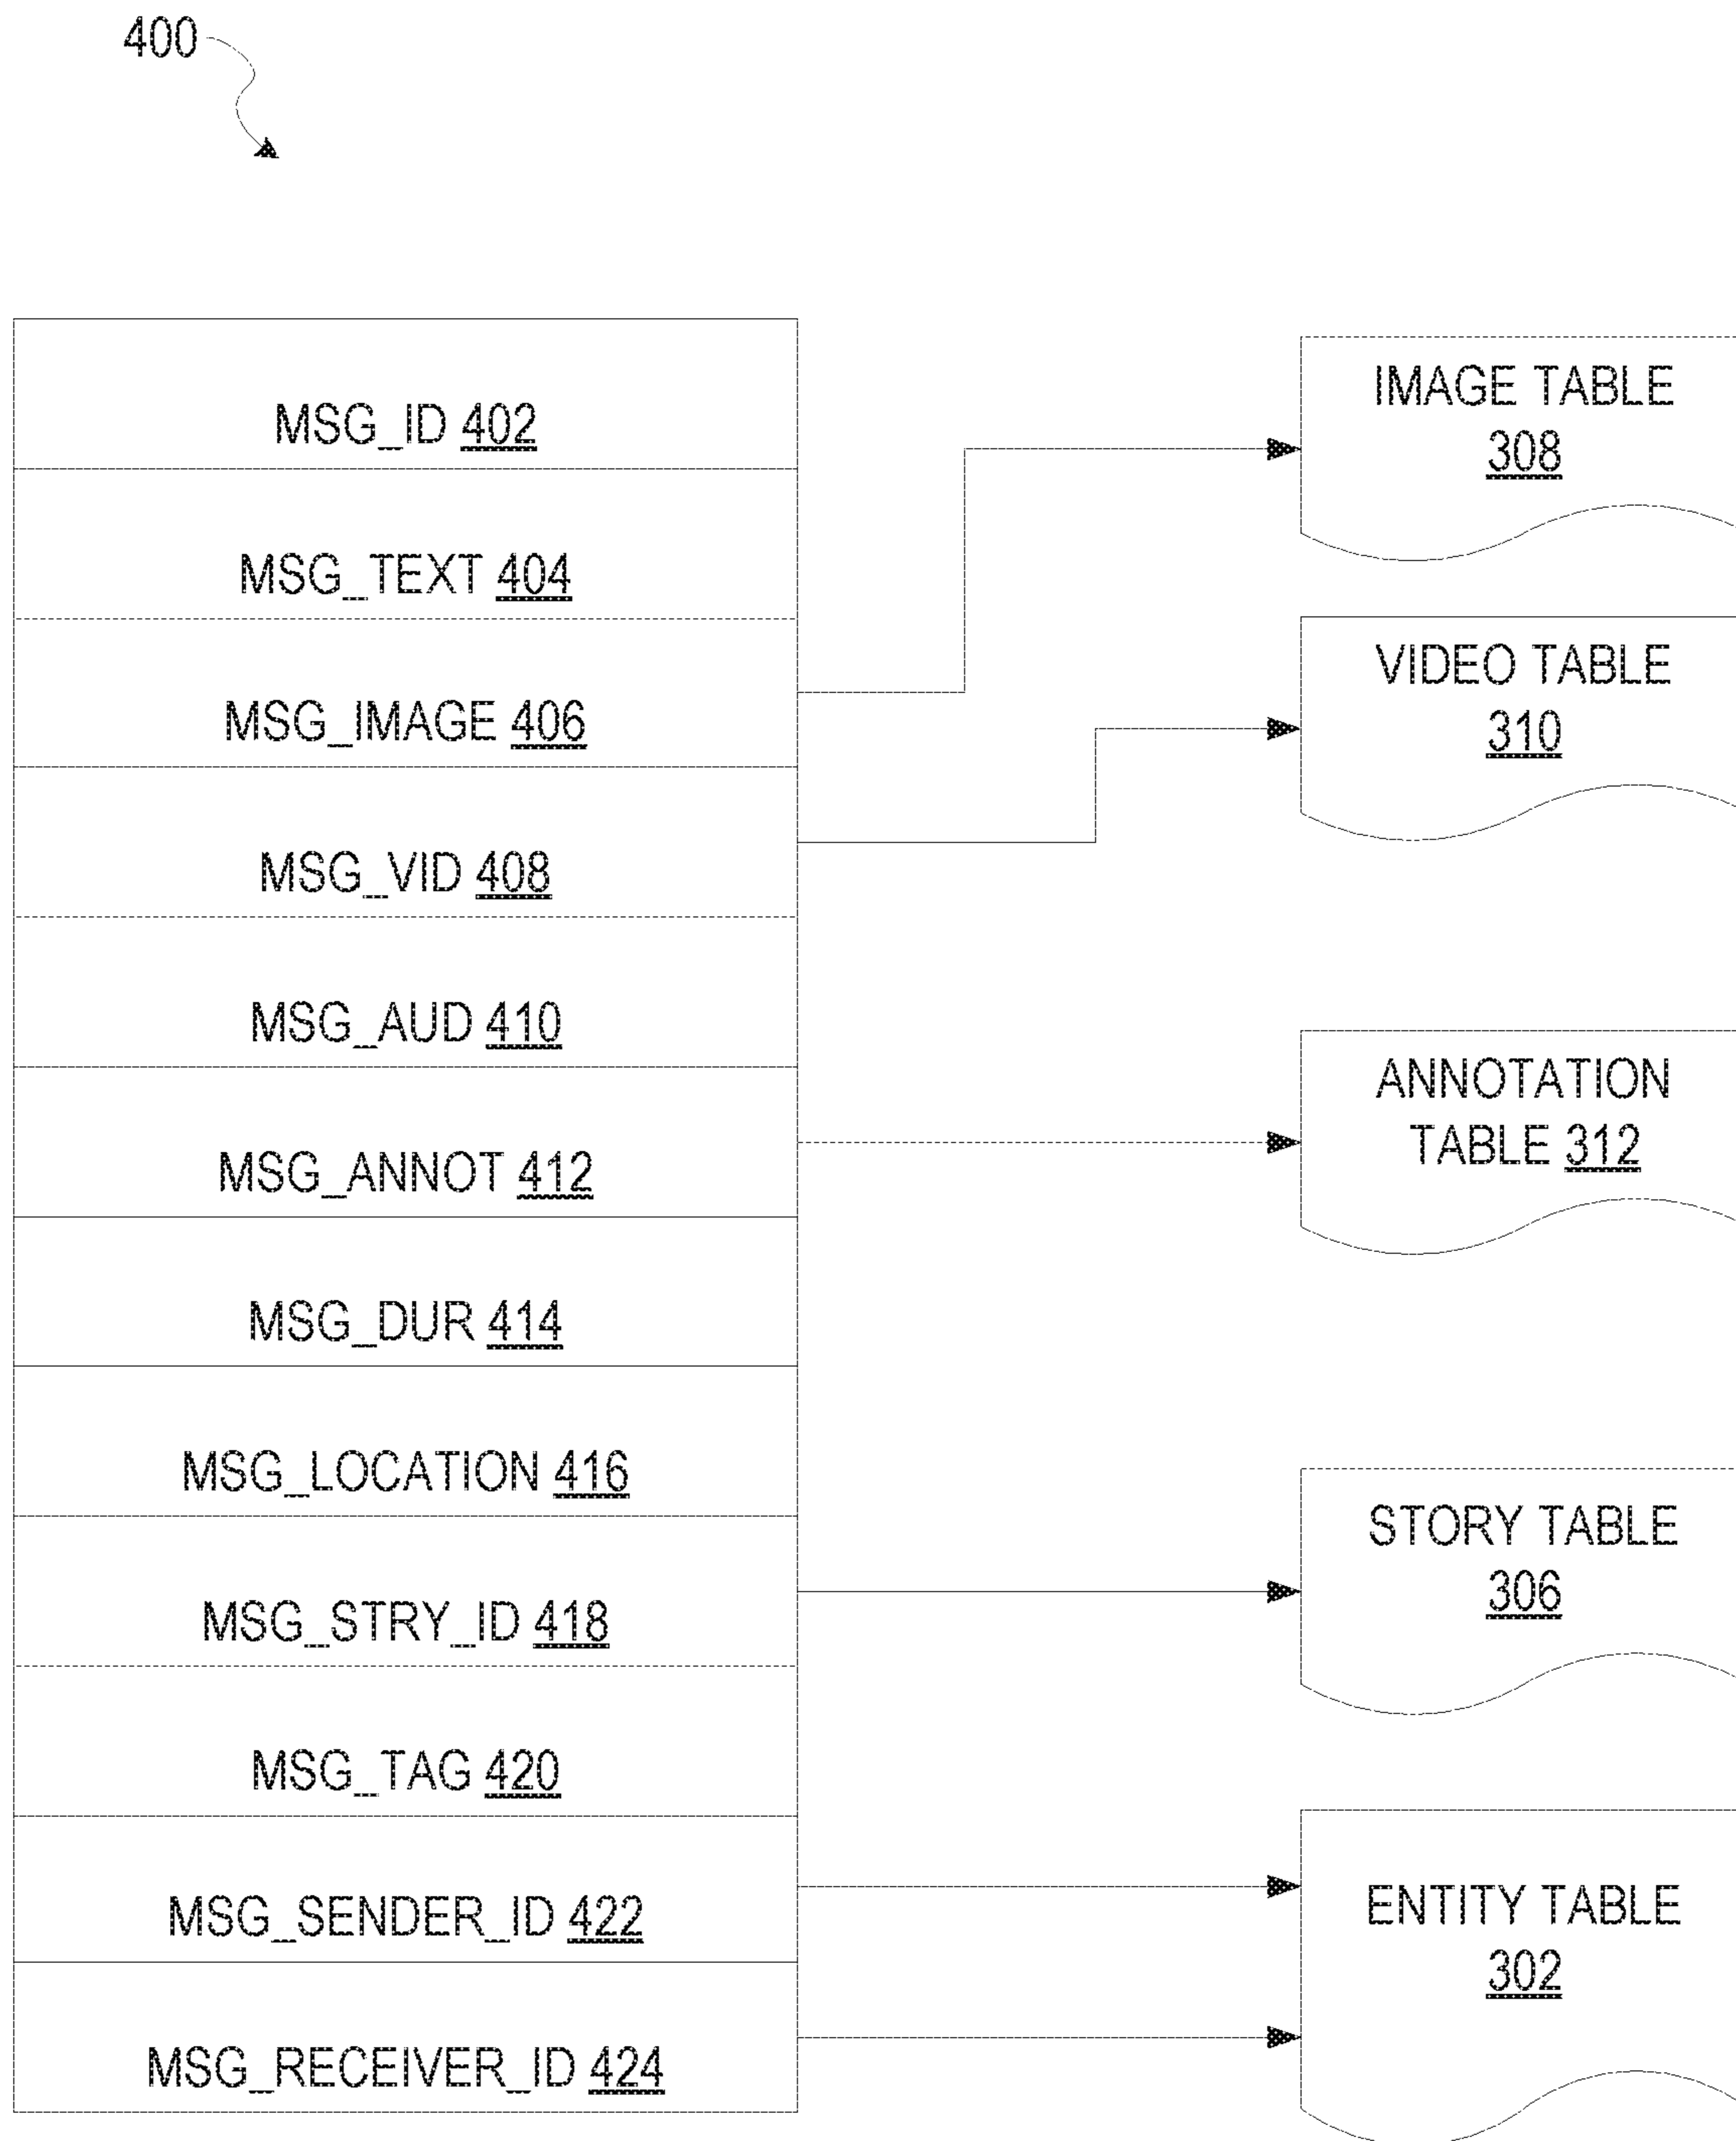 400
MSG_ID 402
MSG_TEXT 404
MSG_IMAGE 406
MSG_VID 408
MSG_AUD 410
MSG_ANNOT 412
MSG_DUR 414
MSG_LOCATION 416
MSG_STRY_ID 418
MSG_TAG 420
MSG_SENDER_ID 422
MSG_RECEIVER_ID 424
IMAGE TABLE
308
VIDEO TABLE
310
ANNOTATION
TABLE 312
STORY TABLE
306
ENTITY TABLE
302